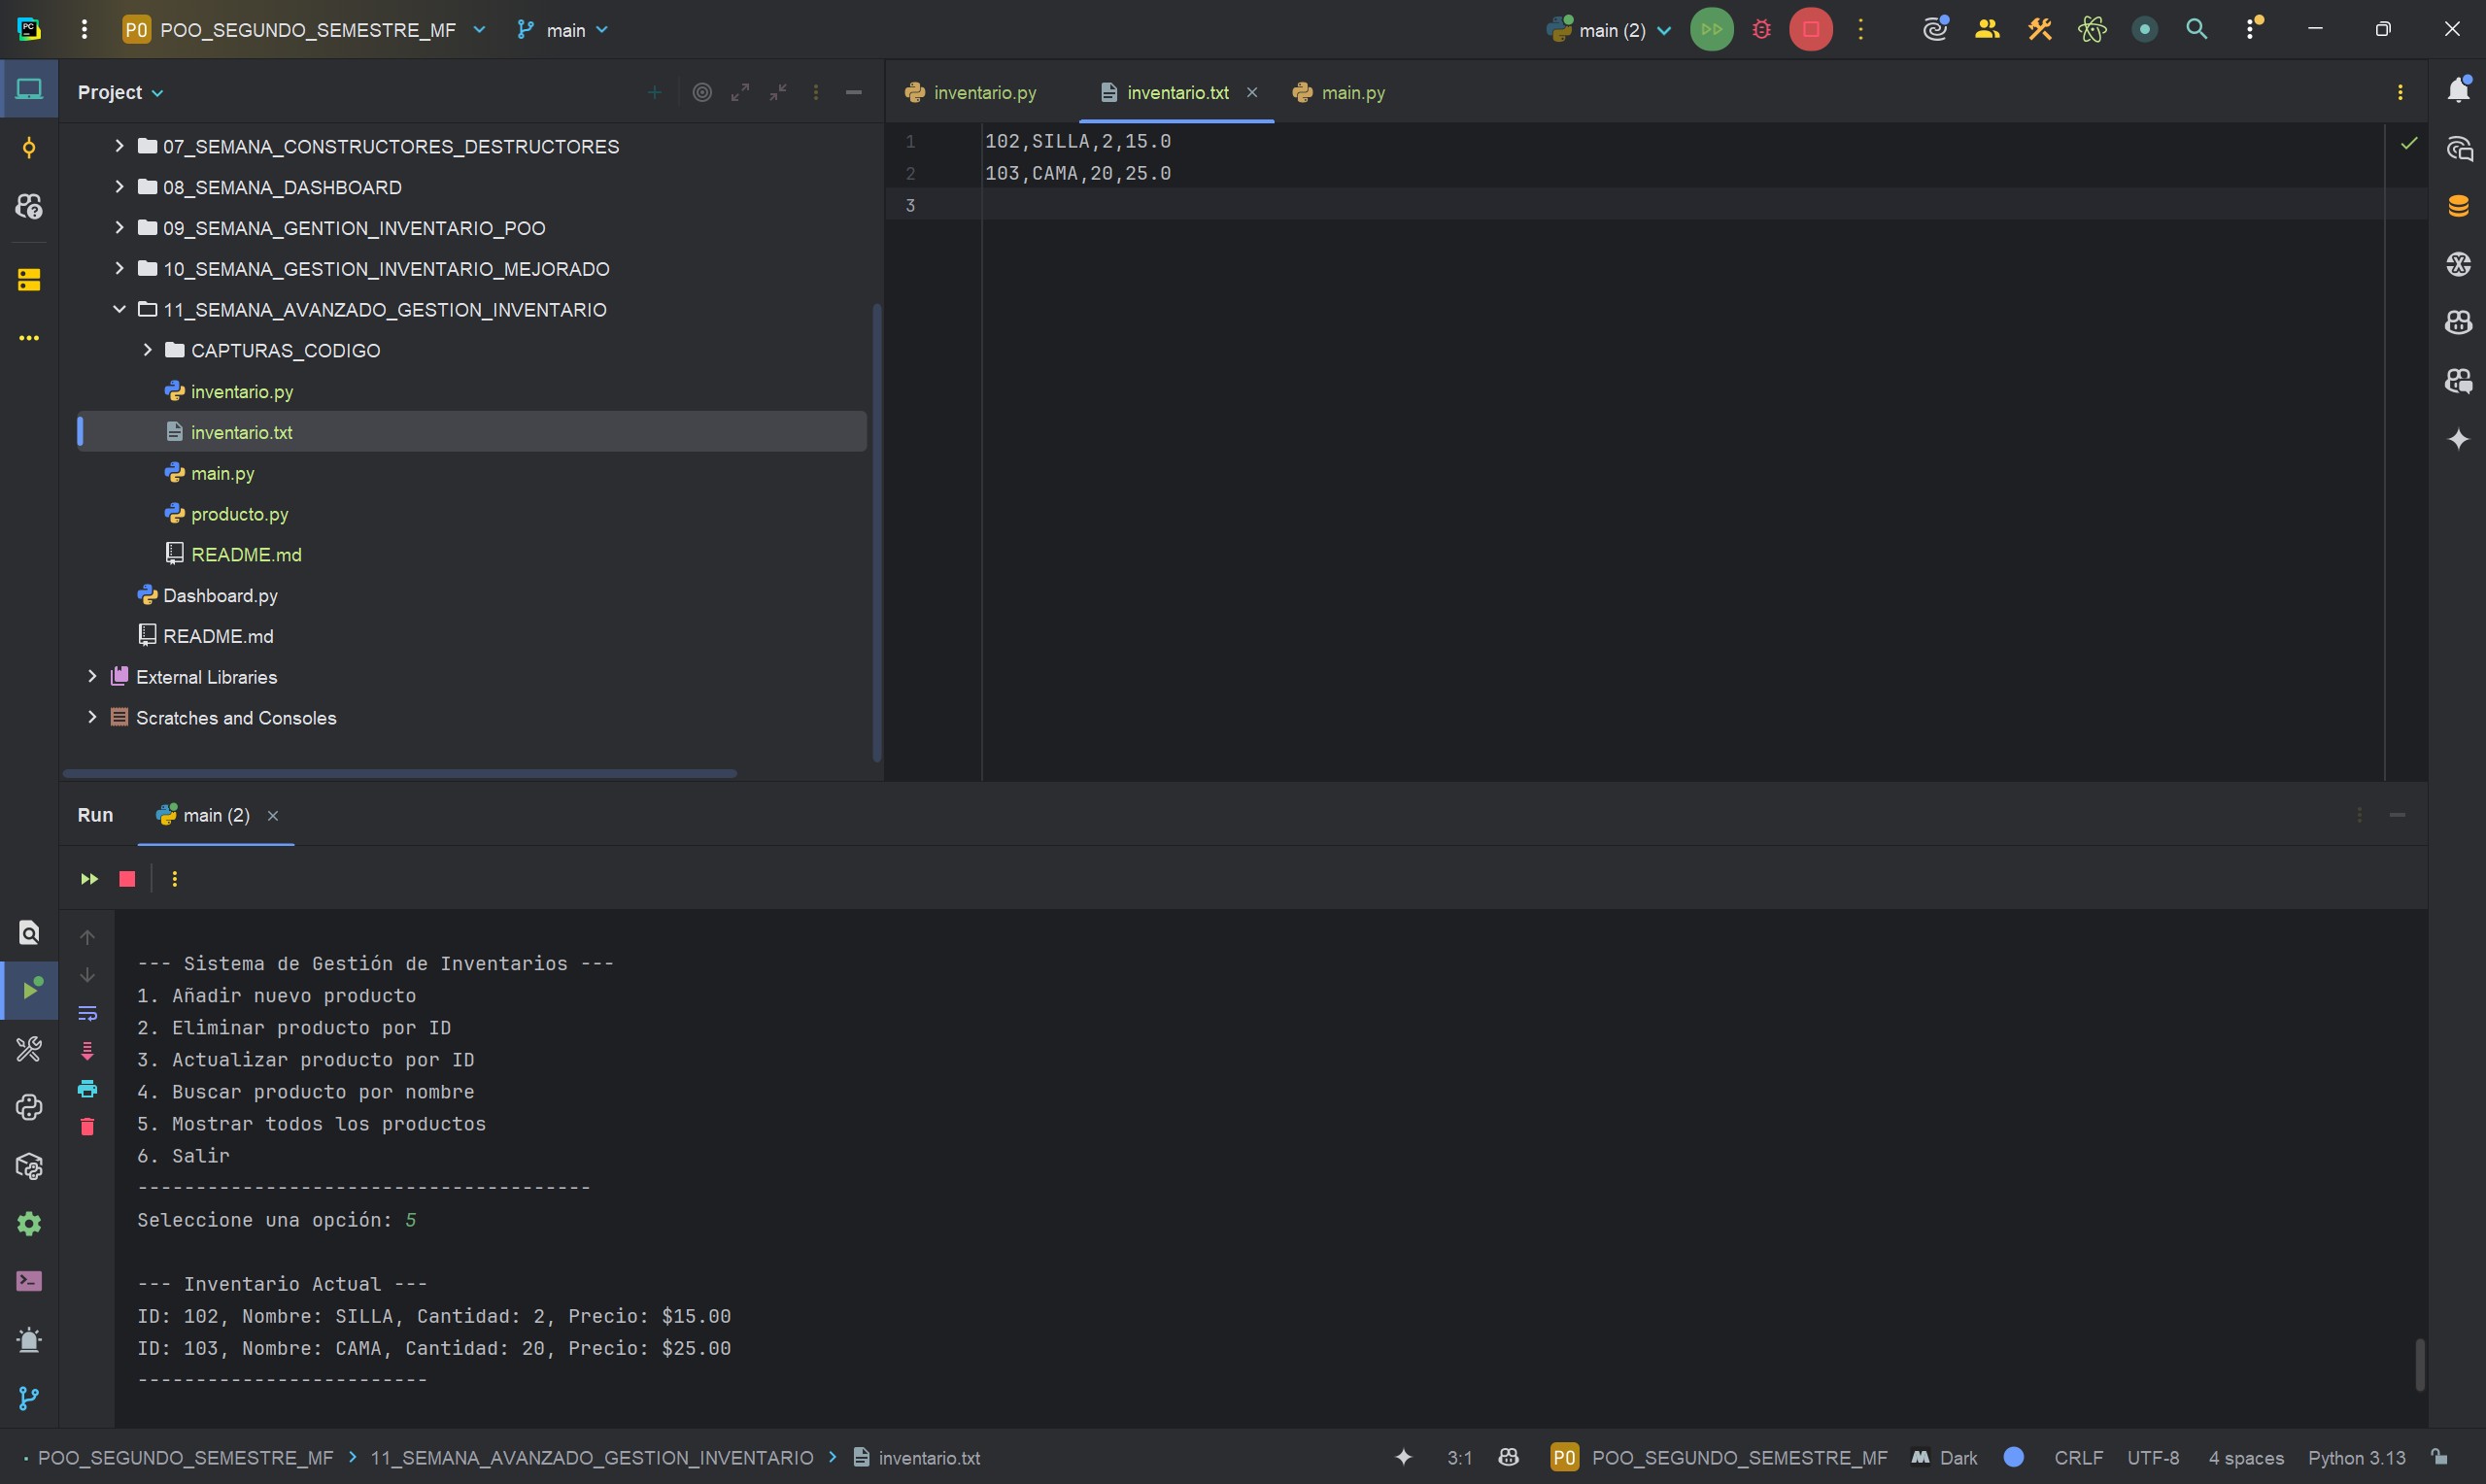 PC
PO POO_SEGUNDO_SEMESTRE_MF main main (2)
Project
07_SEMANA_CONSTRUCTORES_DESTRUCTORES
08_SEMANA_DASHBOARD
09_SEMANA_GENTION_INVENTARIO_POO
10_SEMANA_GESTION_INVENTARIO_MEJORADO
11_SEMANA_AVANZADO_GESTION_INVENTARIO
CAPTURAS_CODIGO
inventario.py
inventario.txt
main.py
producto.py
README.md
Dashboard.py
README.md
External Libraries
Scratches and Consoles
inventario.py inventario.txt main.py
1 102,SILLA,2,15.0
2 103,CAMA,20,25.0
3
Run main (2)
--- Sistema de Gestión de Inventarios ---
1. Añadir nuevo producto
2. Eliminar producto por ID
3. Actualizar producto por ID
4. Buscar producto por nombre
5. Mostrar todos los productos
6. Salir
---------------------------------------
Seleccione una opción: 5
--- Inventario Actual ---
ID: 102, Nombre: SILLA, Cantidad: 2, Precio: $15.00
ID: 103, Nombre: CAMA, Cantidad: 20, Precio: $25.00
-------------------------
POO_SEGUNDO_SEMESTRE_MF 11_SEMANA_AVANZADO_GESTION_INVENTARIO inventario.txt 3:1 PO POO_SEGUNDO_SEMESTRE_MF Dark CRLF UTF-8 4 spaces Python 3.13